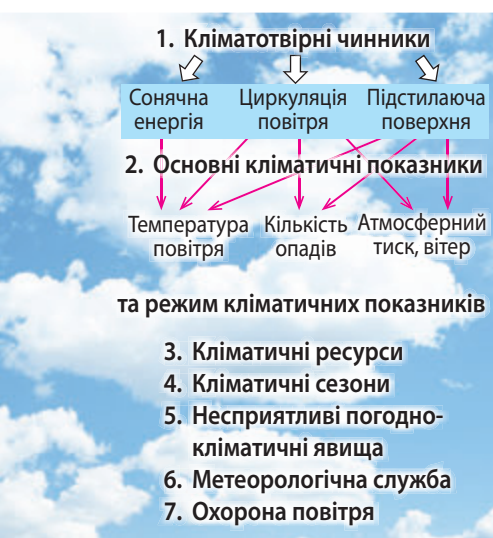 1. Кліматотвірні чинники
Сонячна Циркуляція Підстилаюча
енергія повітря поверхня
2. Основні кліматичні показники
Температура Кількість Атмосферний
повітря опадів тиск, вітер
та режим кліматичних показників
3. Кліматичні ресурси
4. Кліматичні сезони
5. Несприятливі погодно-
кліматичні явища
6. Метеорологічна служба
7. Охорона повітря